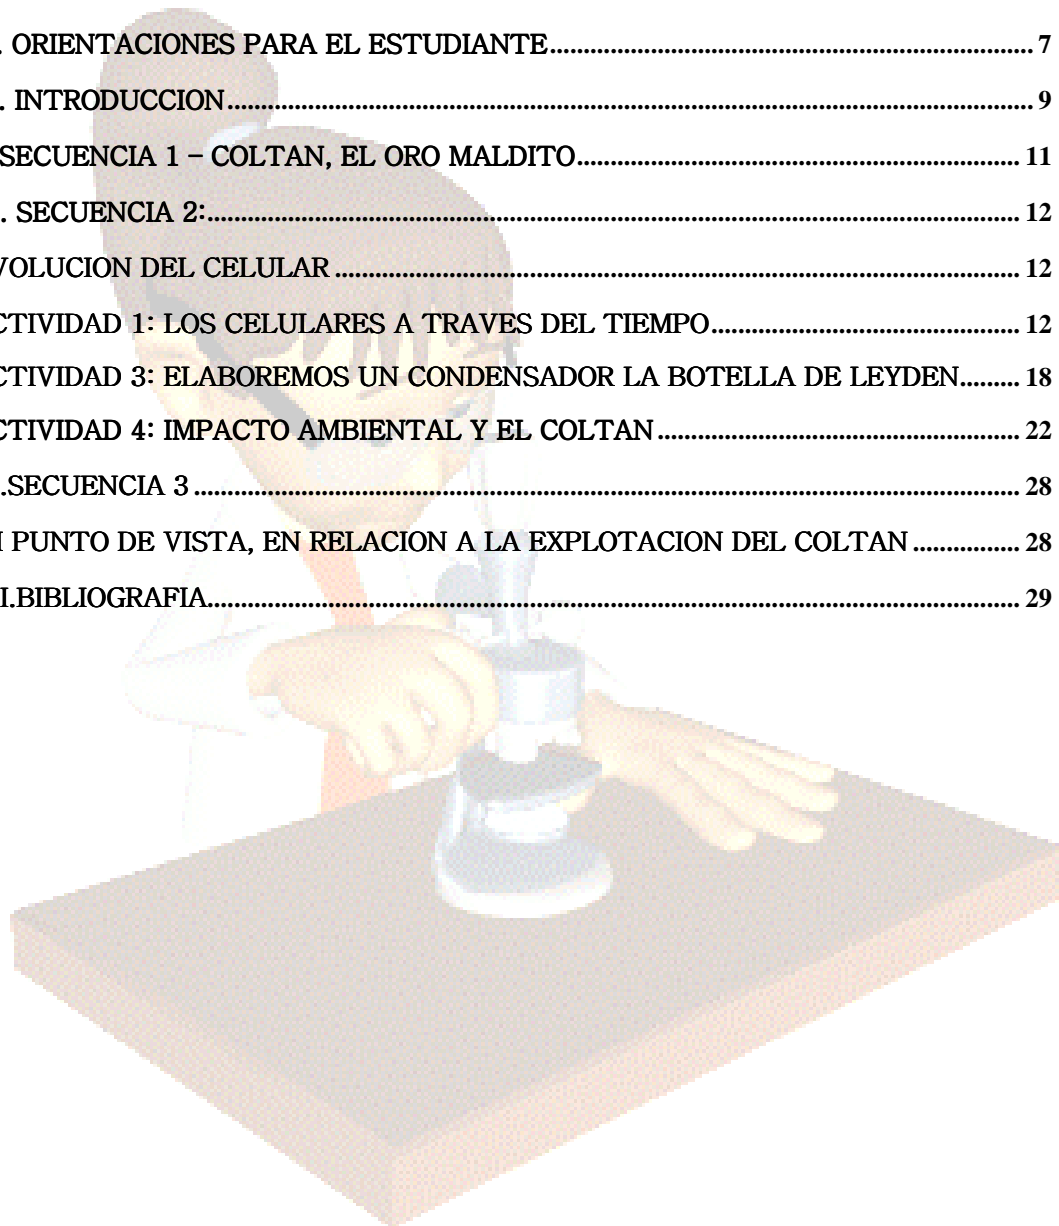 . ORIENTACIONES PARA EL ESTUDIANTE.......... 7
. INTRODUCCION.......... 9
SECUENCIA 1 – COLTAN, EL ORO MALDITO.......... 11
. SECUENCIA 2:.......... 12
VOLUCION DEL CELULAR .......... 12
CTIVIDAD 1: LOS CELULARES A TRAVES DEL TIEMPO.......... 12
CTIVIDAD 3: ELABOREMOS UN CONDENSADOR LA BOTELLA DE LEYDEN......... 18
CTIVIDAD 4: IMPACTO AMBIENTAL Y EL COLTAN.......... 22
.SECUENCIA 3 .......... 28
I PUNTO DE VISTA, EN RELACION A LA EXPLOTACION DEL COLTAN .......... 28
I.BIBLIOGRAFIA.......... 29